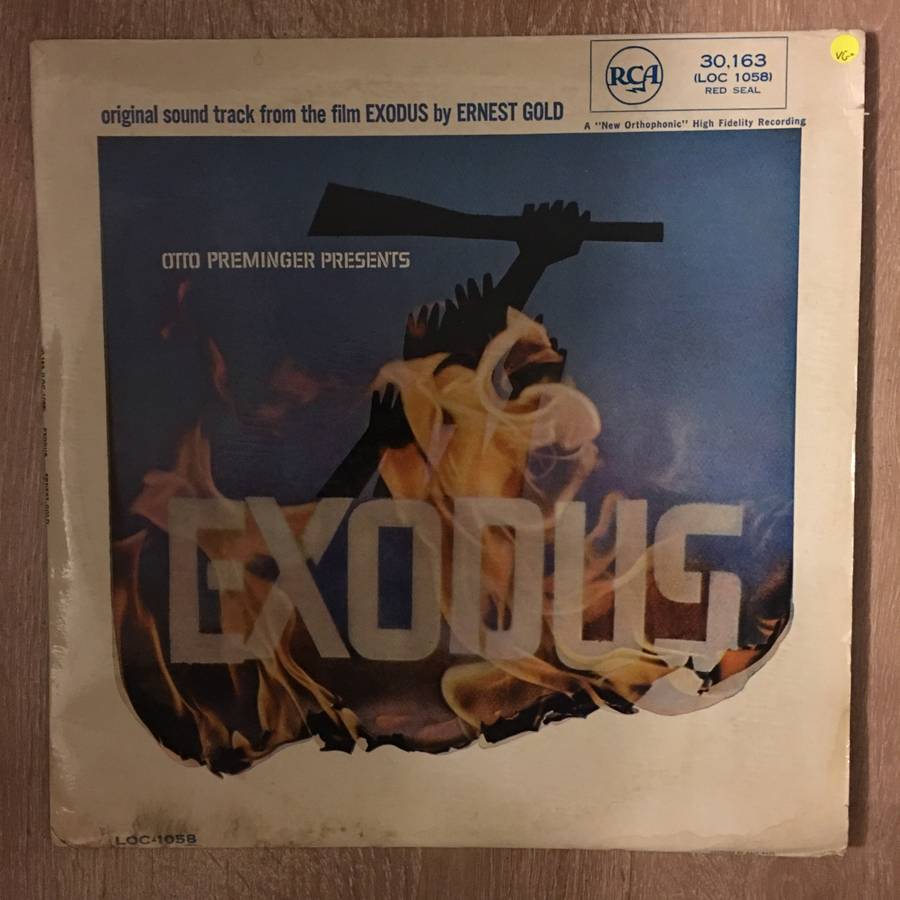 RCA
30,163
(LOC 1058)
RED SEAL
VG-
original sound track from the film EXODUS by ERNEST GOLD
A "New Orthophonic" High Fidelity Recording
OTTO PREMINGER PRESENTS
EXODUS
LOC-1058